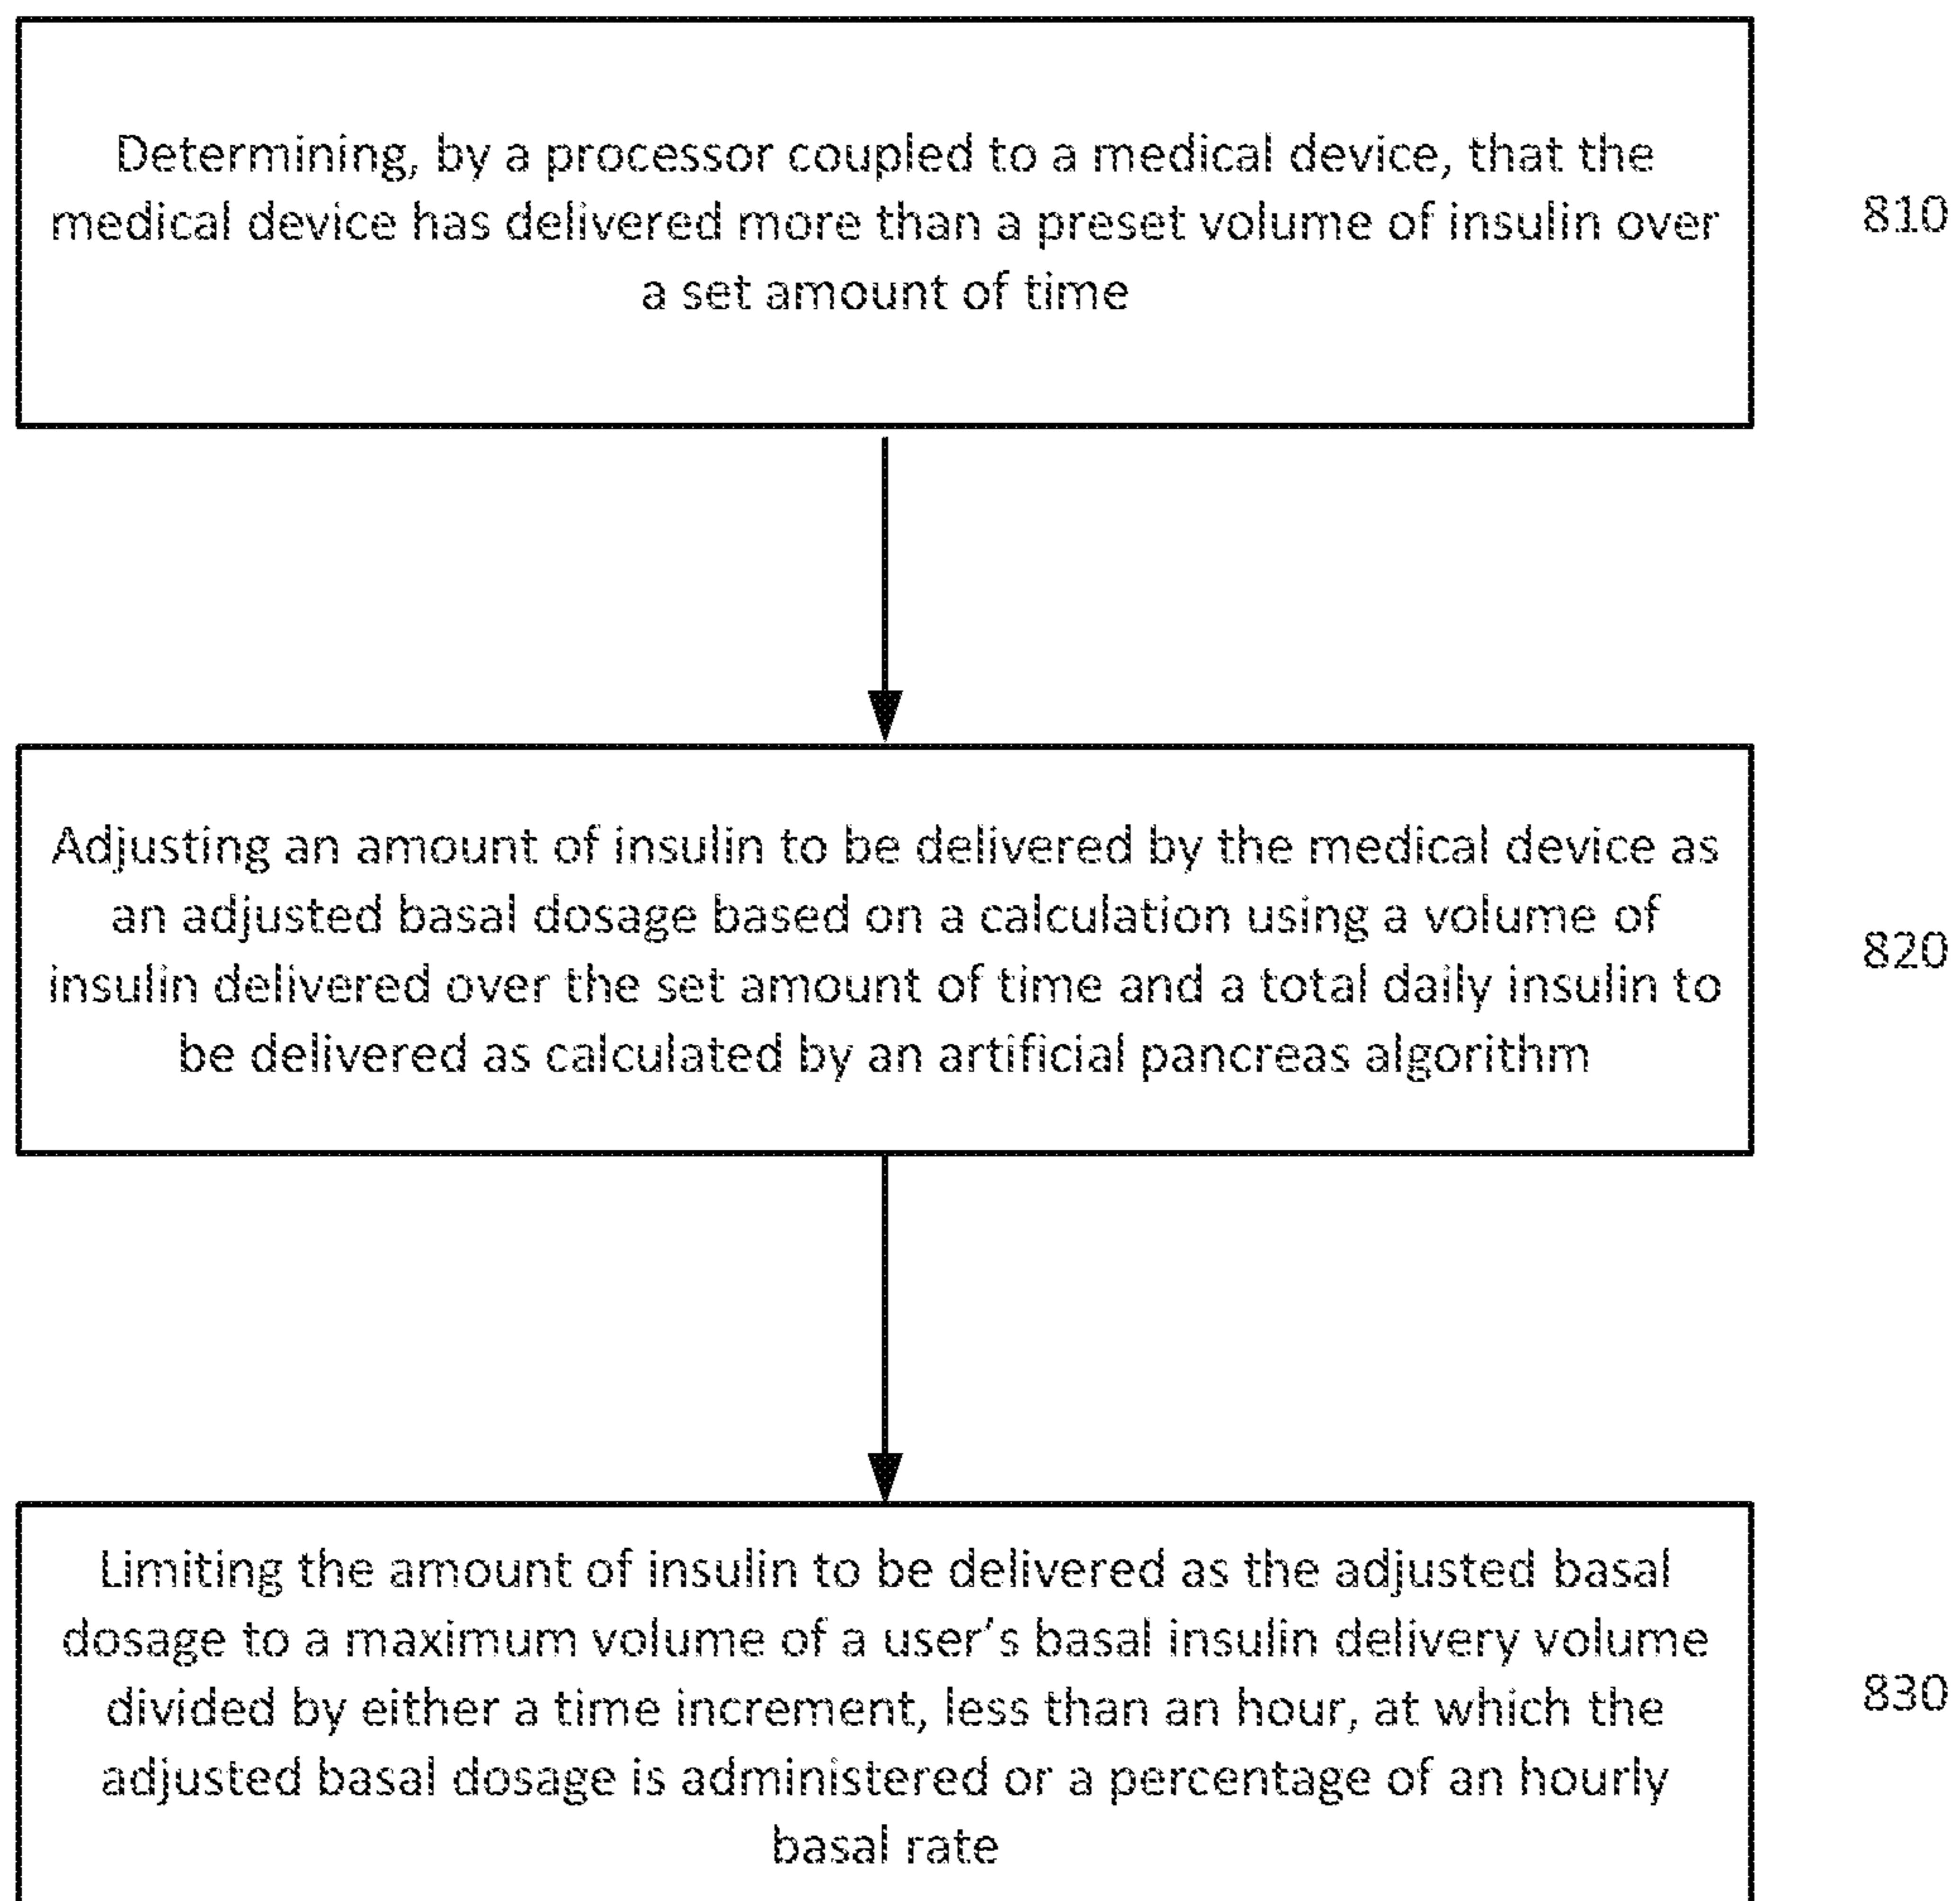 Determining, by a processor coupled to a medical device, that the
medical device has delivered more than a preset volume of insulin over
a set amount of time
810
Adjusting an amount of insulin to be delivered by the medical device as
an adjusted basal dosage based on a calculation using a volume of
insulin delivered over the set amount of time and a total daily insulin to
be delivered as calculated by an artificial pancreas algorithm
820
Limiting the amount of insulin to be delivered as the adjusted basal
dosage to a maximum volume of a user's basal insulin delivery volume
divided by either a time increment, less than an hour, at which the
adjusted basal dosage is administered or a percentage of an hourly
basal rate
830